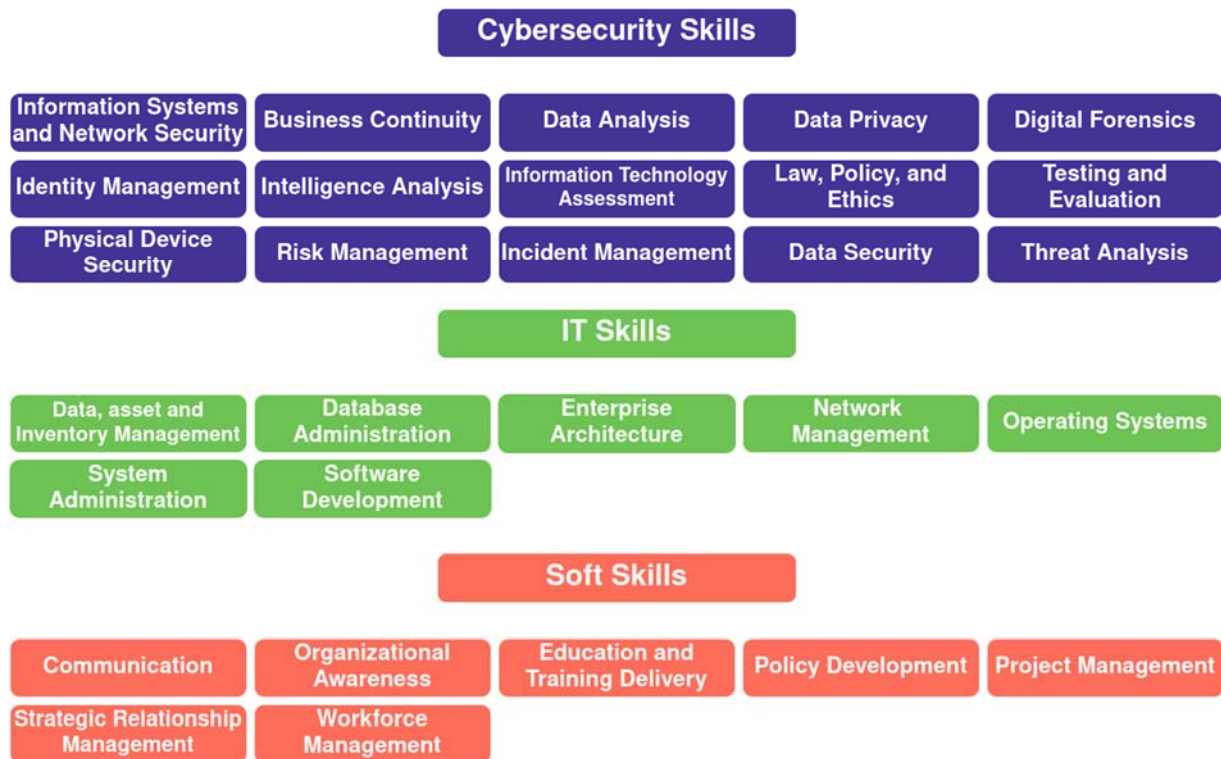 Cybersecurity Skills
Information Systems
and Network Security
Business Continuity
Data Analysis
Data Privacy
Digital Forensics
Identity Management
Intelligence Analysis
Information Technology
Assessment
Law, Policy, and
Ethics
Testing and
Evaluation
Physical Device
Security
Risk Management
Incident Management
Data Security
Threat Analysis
IT Skills
Data, asset and
Inventory Management
Database
Administration
Enterprise
Architecture
Network
Management
Operating Systems
System
Administration
Software
Development
Soft Skills
Communication
Organizational
Awareness
Education and
Training Delivery
Policy Development
Project Management
Strategic Relationship
Management
Workforce
Management